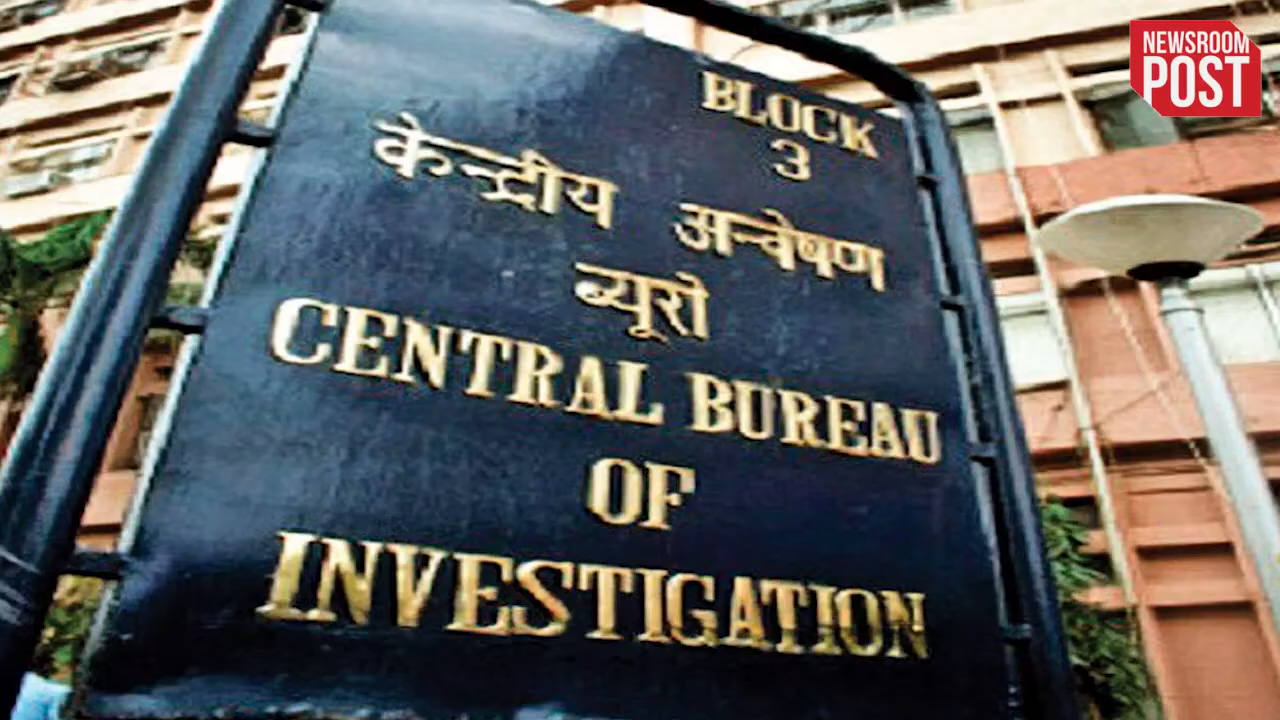 NEWSROOM
POST
BLOCK
3
केन्द्रीय अन्वेषण
ब्यूरो
CENTRAL BUREAU
OF
INVESTIGATION